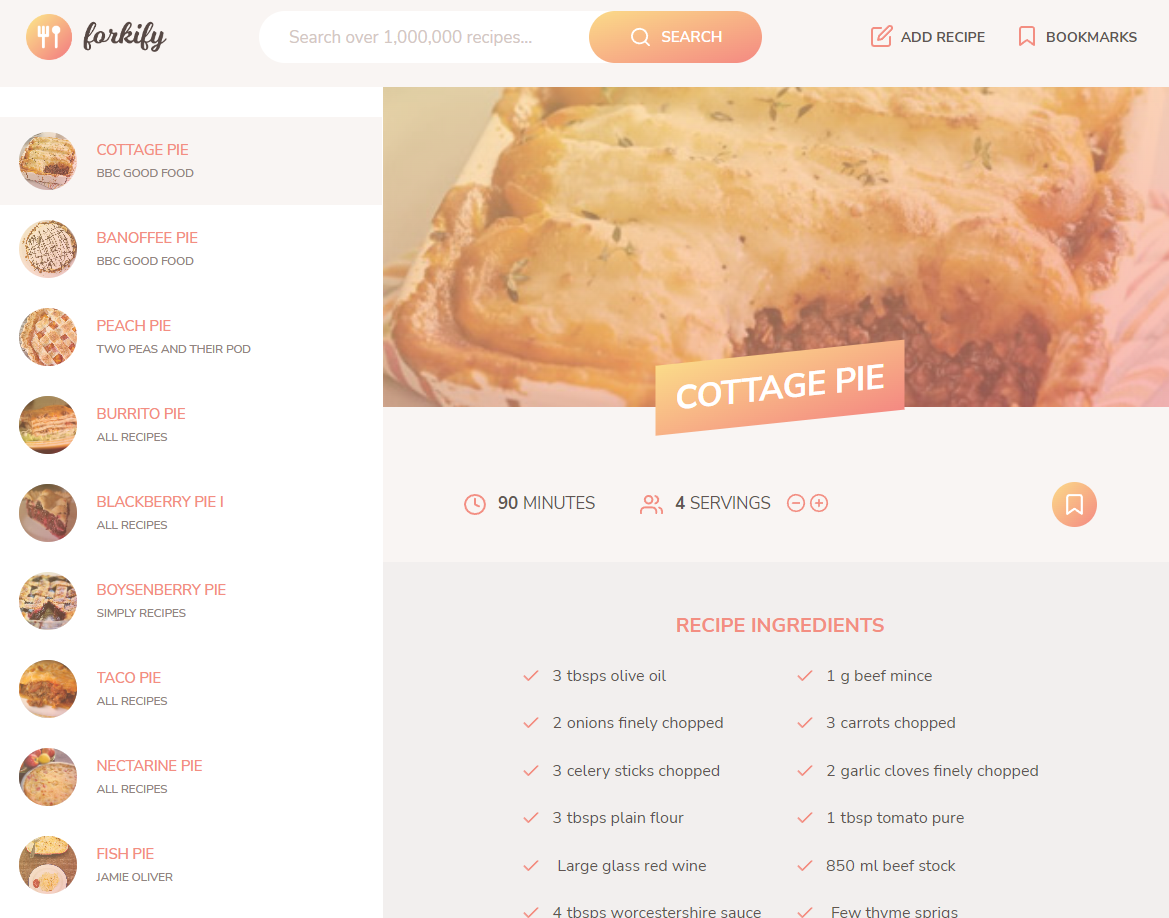 forkify
Search over 1,000,000 recipes...
SEARCH
ADD RECIPE
BOOKMARKS
COTTAGE PIE
BBC GOOD FOOD
BANOFFEE PIE
BBC GOOD FOOD
PEACH PIE
TWO PEAS AND THEIR POD
BURRITO PIE
ALL RECIPES
BLACKBERRY PIE I
ALL RECIPES
BOYSENBERRY PIE
SIMPLY RECIPES
TACO PIE
ALL RECIPES
NECTARINE PIE
ALL RECIPES
FISH PIE
JAMIE OLIVER
COTTAGE PIE
90 MINUTES
4 SERVINGS
RECIPE INGREDIENTS
3 tbsps olive oil
1 g beef mince
2 onions finely chopped
3 carrots chopped
3 celery sticks chopped
2 garlic cloves finely chopped
3 tbsps plain flour
1 tbsp tomato pure
Large glass red wine
850 ml beef stock
4 tbsps worcestershire sauce
Few thyme sprigs